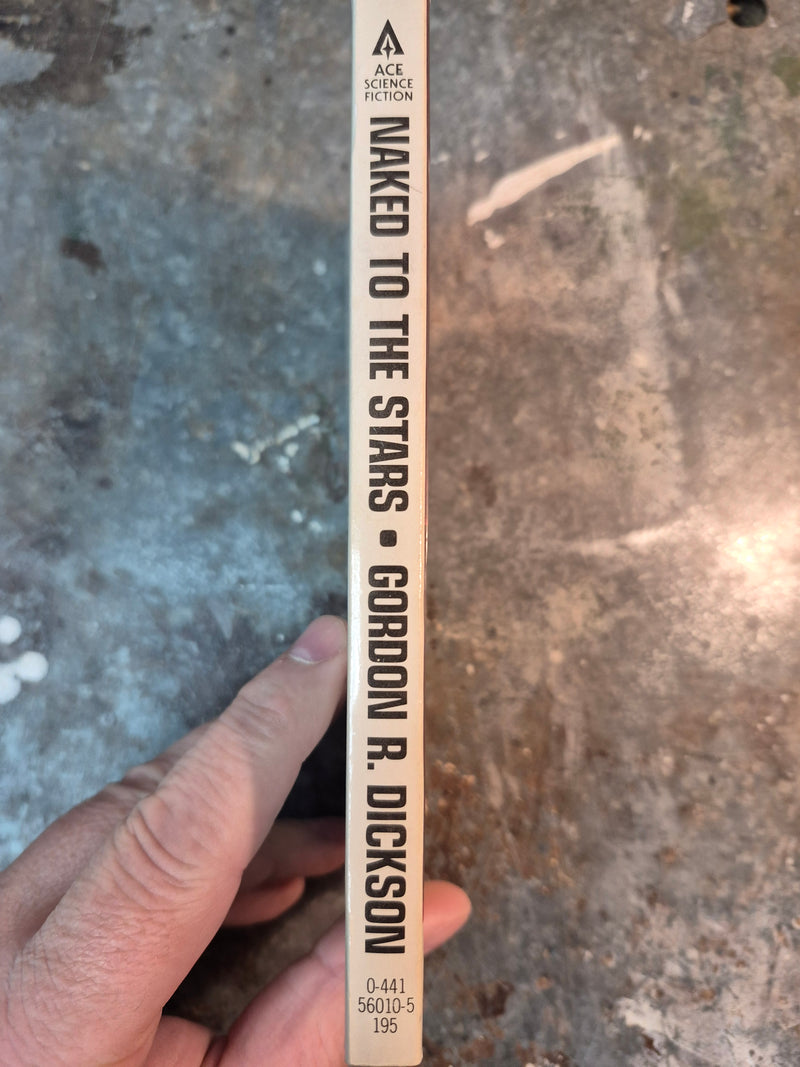 ACE
SCIENCE
FICTION
NAKED TO THE STARS • GORDON R. DICKSON
0-441
56010-5
195